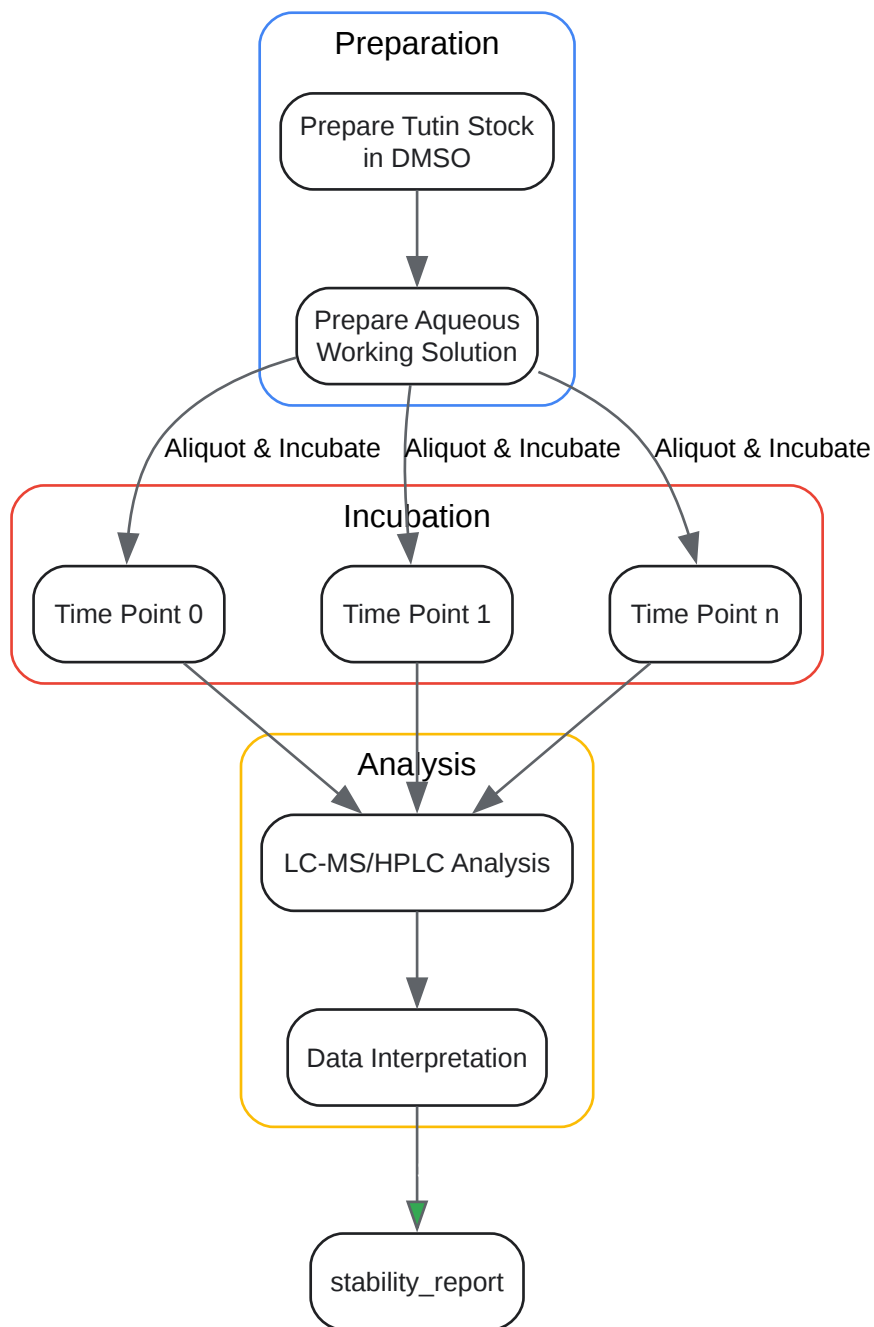 Preparation
Prepare Tutin Stock
in DMSO
Prepare Aqueous
Working Solution
Aliquot & Incubate
Aliquot & Incubate
Aliquot & Incubate
Incubation
Time Point 0
Time Point 1
Time Point n
Analysis
LC-MS/HPLC Analysis
Data Interpretation
stability_report